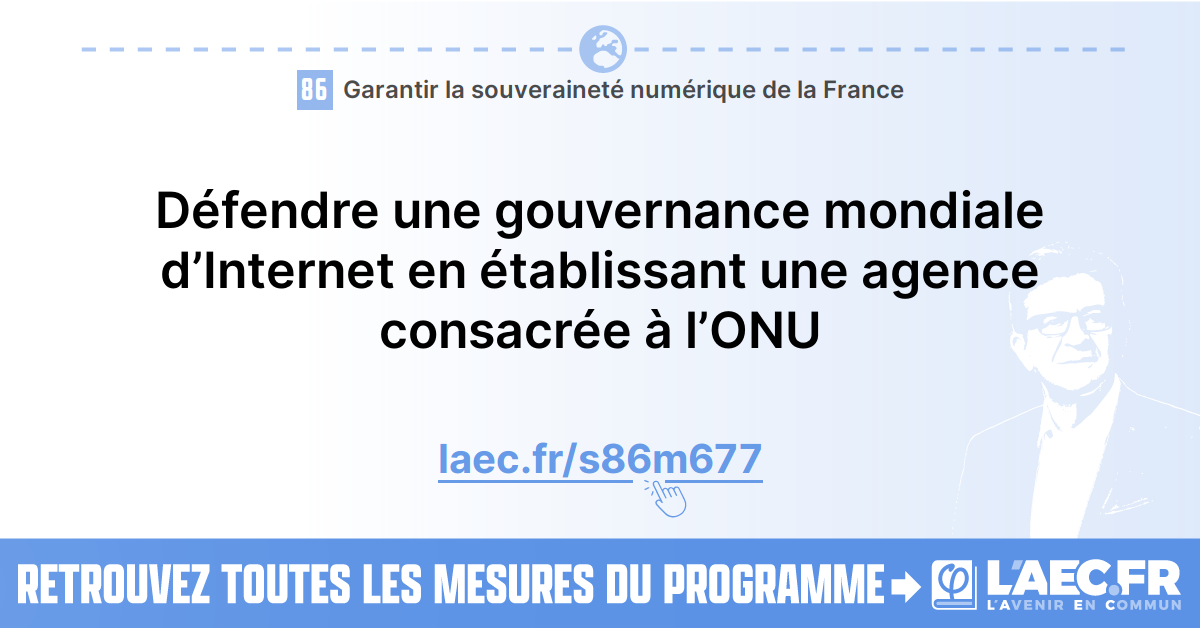 86 Garantir la souveraineté numérique de la France
Défendre une gouvernance mondiale
d’Internet en établissant une agence
consacrée à l’ONU
laec.fr/s86m677
RETROUVEZ TOUTES LES MESURES DU PROGRAMME
φ L'AEC.FR
L'AVENIR EN COMMUN